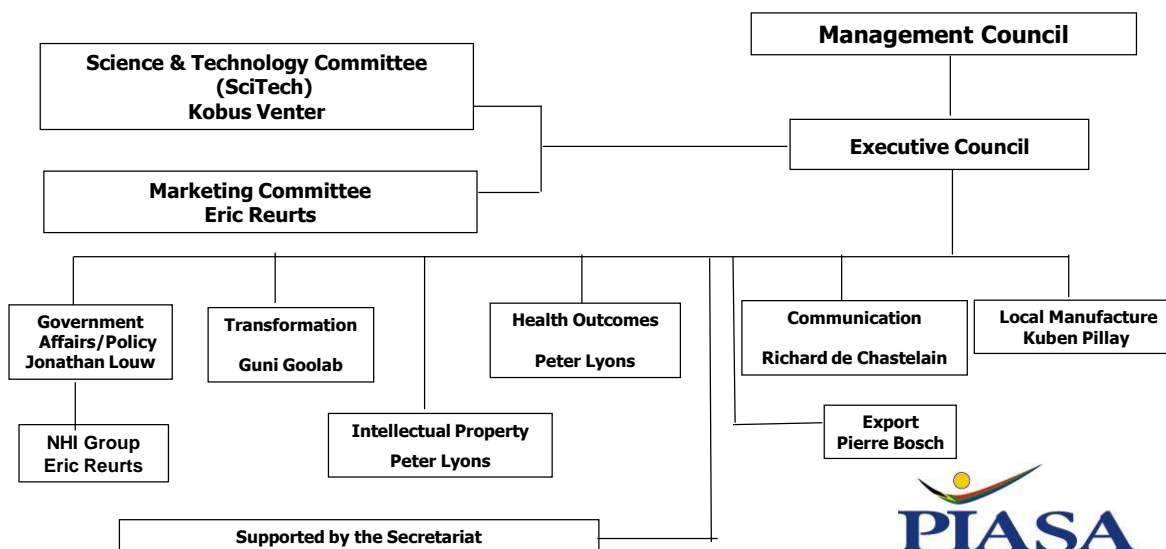 Management Council
Science & Technology Committee
(SciTech)
Kobus Venter
Executive Council
Marketing Committee
Eric Reurts
Government
Affairs/Policy
Jonathan Louw
Transformation
Guni Goolab
Health Outcomes
Peter Lyons
Communication
Richard de Chastelain
Local Manufacture
Kuben Pillay
NHI Group
Eric Reurts
Intellectual Property
Peter Lyons
Export
Pierre Bosch
Supported by the Secretariat
PIASA